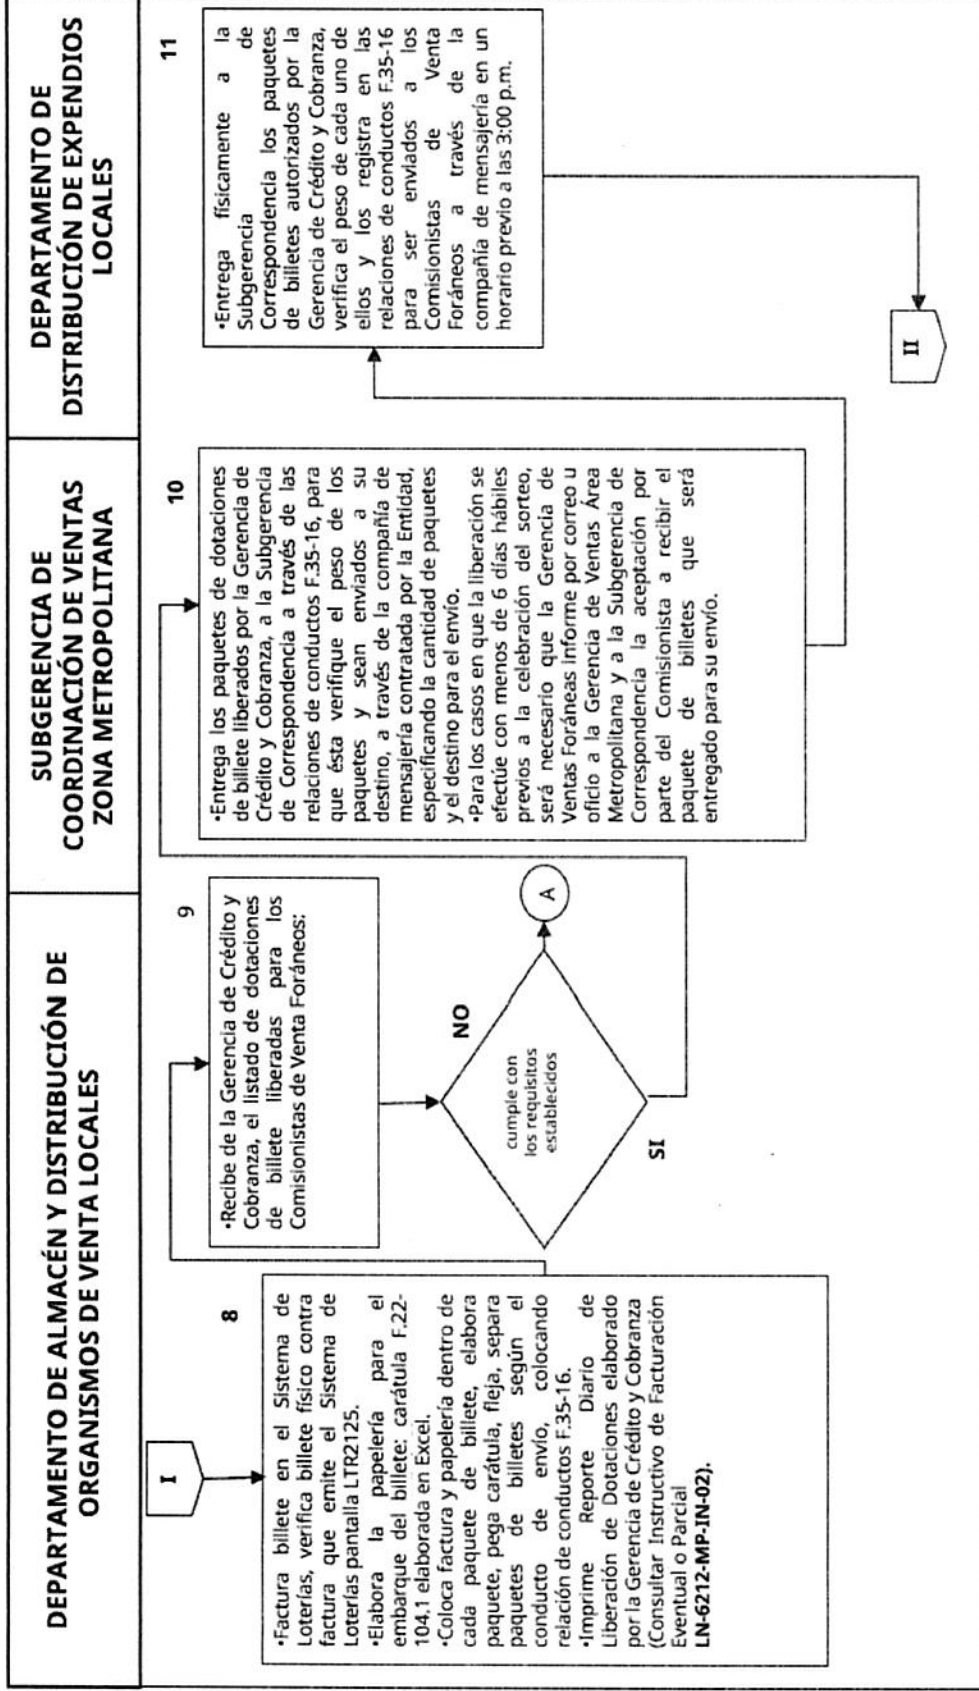 DEPARTAMENTO DE ALMACÉN Y DISTRIBUCIÓN DE
ORGANISMOS DE VENTA LOCALES
SUBGERENCIA DE
COORDINACIÓN DE VENTAS
ZONA METROPOLITANA
DEPARTAMENTO DE
DISTRIBUCIÓN DE EXPENDIOS
LOCALES
I
8
•Factura billete en el Sistema de
Loterías, verifica billete físico contra
factura que emite el Sistema de
Loterías pantalla LTR2125.
•Elabora la papelería para el
embarque del billete: carátula F.22-
104.1 elaborada en Excel.
•Coloca factura y papelería dentro de
cada paquete de billete, elabora
paquete, pega carátula, fleja, separa
paquetes de billetes según el
conducto de envío, colocando
relación de conductos F.35-16.
•Imprime Reporte Diario de
Liberación de Dotaciones elaborado
por la Gerencia de Crédito y Cobranza
(Consultar Instructivo de Facturación
Eventual o Parcial
LN-6212-MP-IN-02).
9
•Recibe de la Gerencia de Crédito y
Cobranza, el listado de dotaciones
de billete liberadas para los
Comisionistas de Venta Foráneos:
cumple con
los requisitos
establecidos
NO
A
SI
10
•Entrega los paquetes de dotaciones
de billete liberados por la Gerencia de
Crédito y Cobranza, a la Subgerencia
de Correspondencia a través de las
relaciones de conductos F.35-16, para
que ésta verifique el peso de los
paquetes y sean enviados a su
destino, a través de la compañía de
mensajería contratada por la Entidad,
especificando la cantidad de paquetes
y el destino para el envío.
•Para los casos en que la liberación se
efectúe con menos de 6 días hábiles
previos a la celebración del sorteo,
será necesario que la Gerencia de
Ventas Foráneas informe por correo u
oficio a la Gerencia de Ventas Área
Metropolitana y a la Subgerencia de
Correspondencia la aceptación por
parte del Comisionista a recibir el
paquete de billetes que será
entregado para su envío.
11
•Entrega físicamente a la
Subgerencia de
Correspondencia los paquetes
de billetes autorizados por la
Gerencia de Crédito y Cobranza,
verifica el peso de cada uno de
ellos y los registra en las
relaciones de conductos F.35-16
para ser enviados a los
Comisionistas de Venta
Foráneos a través de la
compañía de mensajería en un
horario previo a las 3:00 p.m.
II